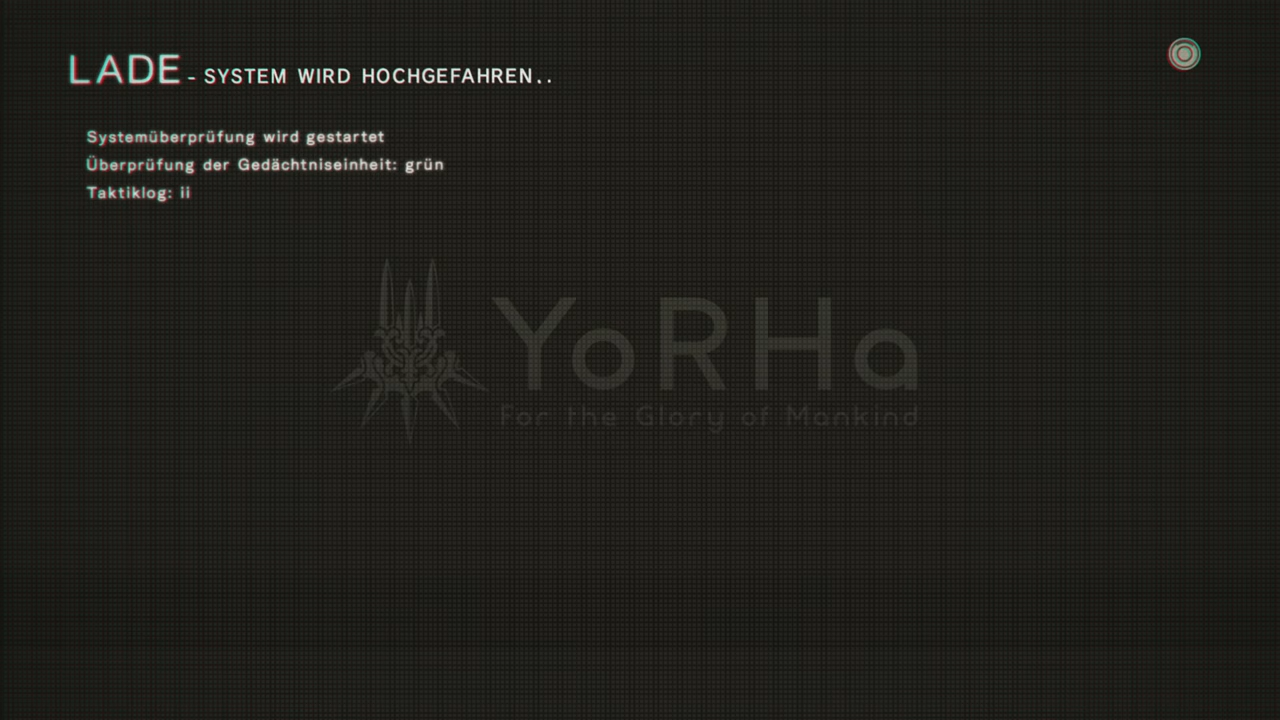 LADE - SYSTEM WIRD HOCHGEFAHREN..
Systemüberprüfung wird gestartet
Überprüfung der Gedächtniseinheit: grün
Taktiklog: ii
YoRHa
For the Glory of Mankind